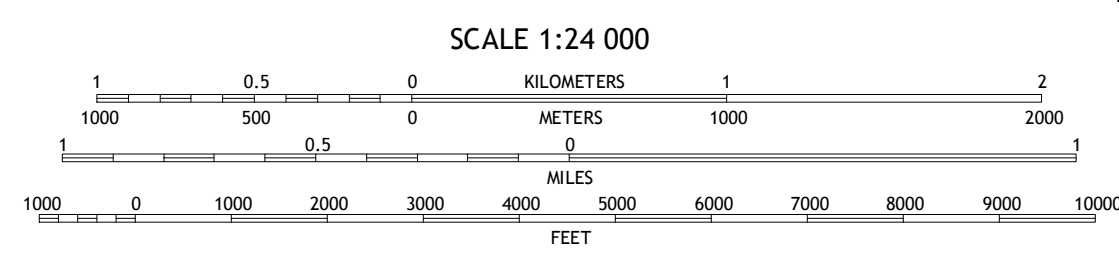 SCALE 1:24 000
1 0.5 0 KILOMETERS 1 2
1000 500 0 METERS 1000 2000
1 0.5 0 1
MILES
1000 0 1000 2000 3000 4000 5000 6000 7000 8000 9000 10000
FEET